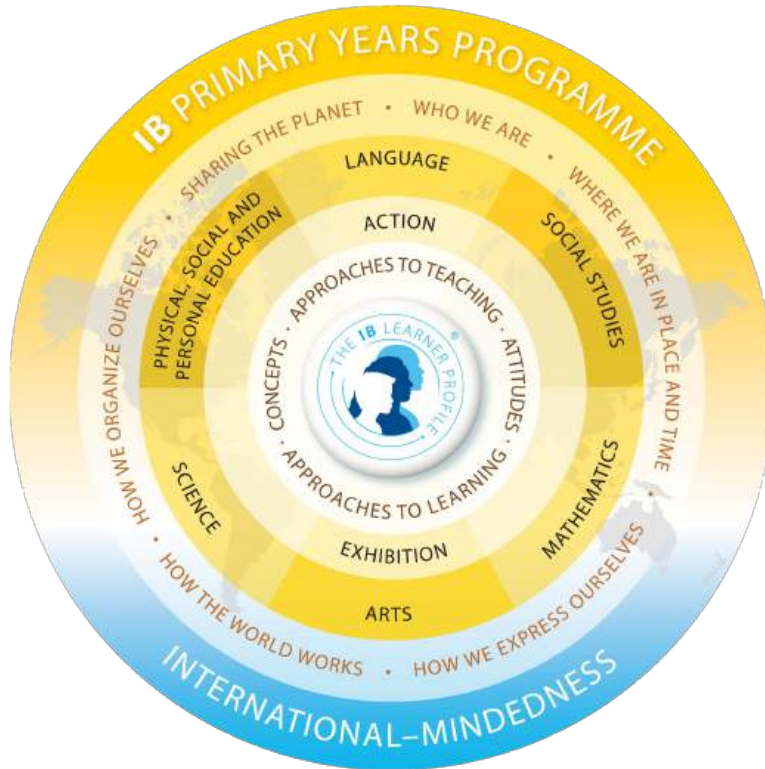 IB PRIMARY YEARS PROGRAMME
SHARING THE PLANET • WHO WE ARE • WHERE WE ARE IN PLACE AND TIME • HOW WE EXPRESS OURSELVES • HOW THE WORLD WORKS • HOW WE ORGANIZE OURSELVES •
LANGUAGE
SOCIAL STUDIES
MATHEMATICS
ARTS
SCIENCE
PHYSICAL, SOCIAL AND
PERSONAL EDUCATION
ACTION
EXHIBITION
APPROACHES TO TEACHING • ATTITUDES • APPROACHES TO LEARNING • CONCEPTS •
• THE IB LEARNER PROFILE •
®
INTERNATIONAL–MINDEDNESS